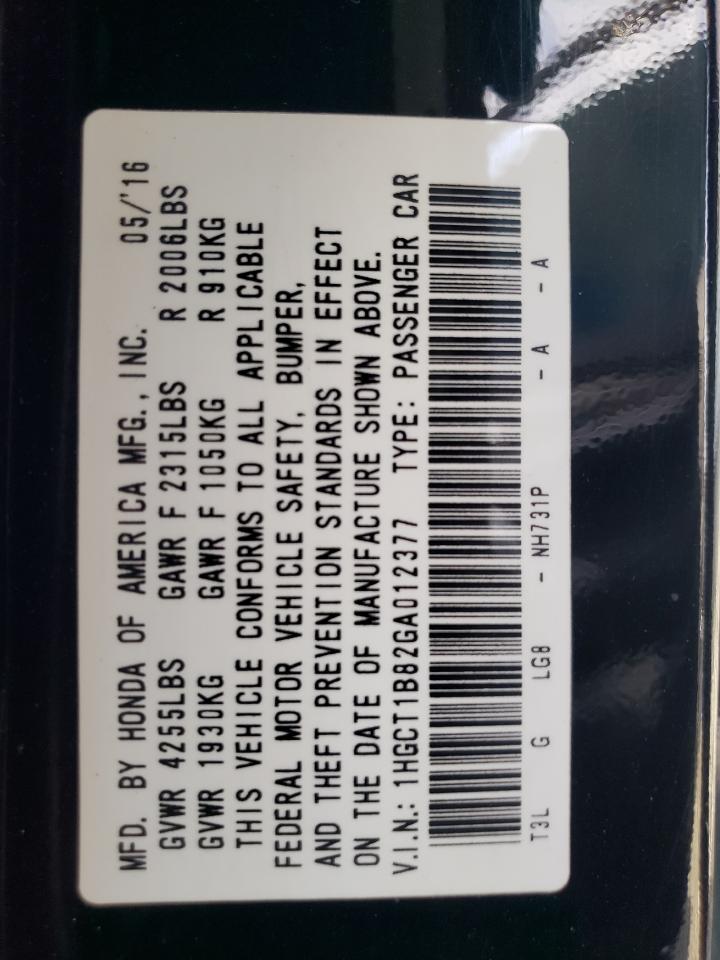 MFD. BY HONDA OF AMERICA MFG., INC. 05/'16
GVWR 4255LBS GAWR F 2315LBS R 2006LBS
GVWR 1930KG GAWR F 1050KG R 910KG
THIS VEHICLE CONFORMS TO ALL APPLICABLE
FEDERAL MOTOR VEHICLE SAFETY, BUMPER,
AND THEFT PREVENTION STANDARDS IN EFFECT
ON THE DATE OF MANUFACTURE SHOWN ABOVE.
V.I.N.: 1HGCT1B82GA012377 TYPE: PASSENGER CAR
T3L G LG8 - NH731P - A - A